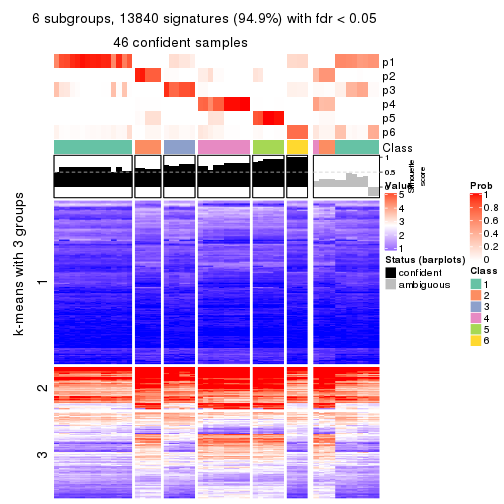 6 subgroups, 13840 signatures (94.9%) with fdr < 0.05
46 confident samples
p1
p2
p3
p4
p5
p6
Class
1
0.5
0
Silhouette
score
k-means with 3 groups
1
2
3
Value
5
4
3
2
1
Status (barplots)
confident
ambiguous
Prob
1
0.8
0.6
0.4
0.2
0
Class
1
2
3
4
5
6